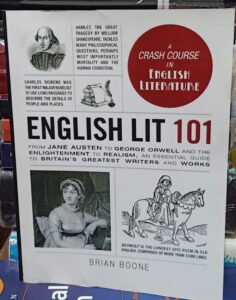 HAMLET, THE GREAT
TRAGEDY BY WILLIAM
SHAKESPEARE, TACKLES
MANY PHILOSOPHICAL
QUESTIONS, PERHAPS
MOST IMPORTANTLY
MORTALITY AND THE
HUMAN CONDITION.
A
CRASH COURSE
IN
ENGLISH
LITERATURE
CHARLES DICKENS WAS
THE FIRST MAJOR NOVELIST
TO USE LONG PASSAGES TO
DESCRIBE THE DETAILS OF
PEOPLE AND PLACES.
ENGLISH LIT 101
FROM JANE AUSTEN TO GEORGE ORWELL AND THE
ENLIGHTENMENT TO REALISM, AN ESSENTIAL GUIDE
TO BRITAIN'S GREATEST WRITERS AND WORKS
BEOWULF IS THE LONGEST EPIC POEM IN OLD
ENGLISH, COMPRISED OF MORE THAN 3,000 LINES.
BRIAN BOONE